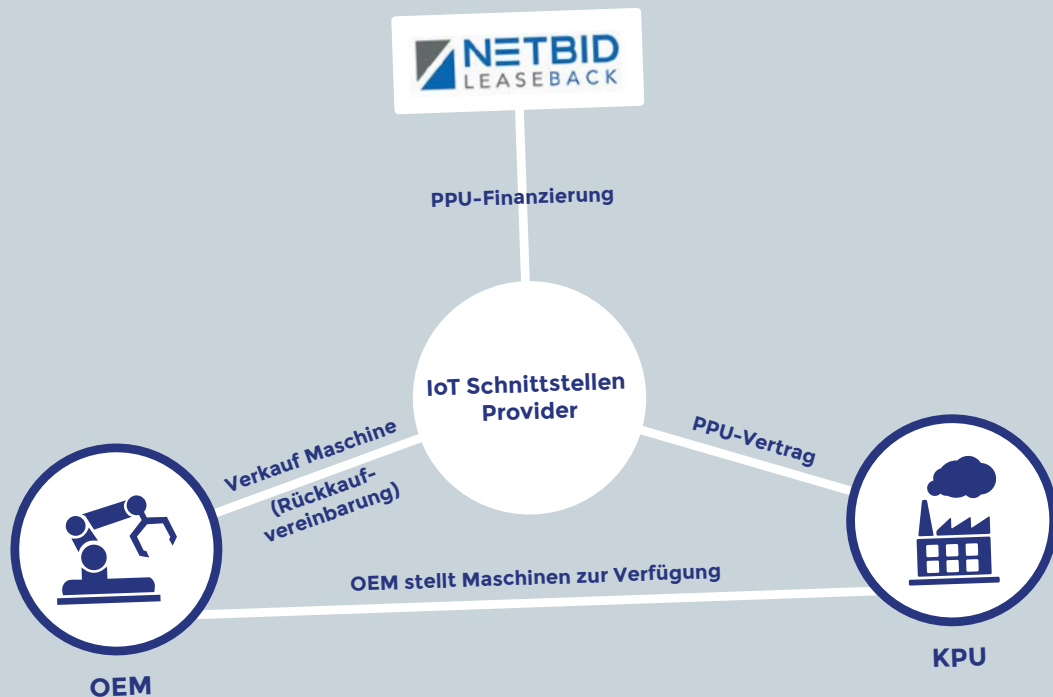 NETBID
LEASEBACK
PPU-Finanzierung
IoT Schnittstellen
Provider
Verkauf Maschine
(Rückkauf-
vereinbarung)
PPU-Vertrag
OEM stellt Maschinen zur Verfügung
OEM
KPU